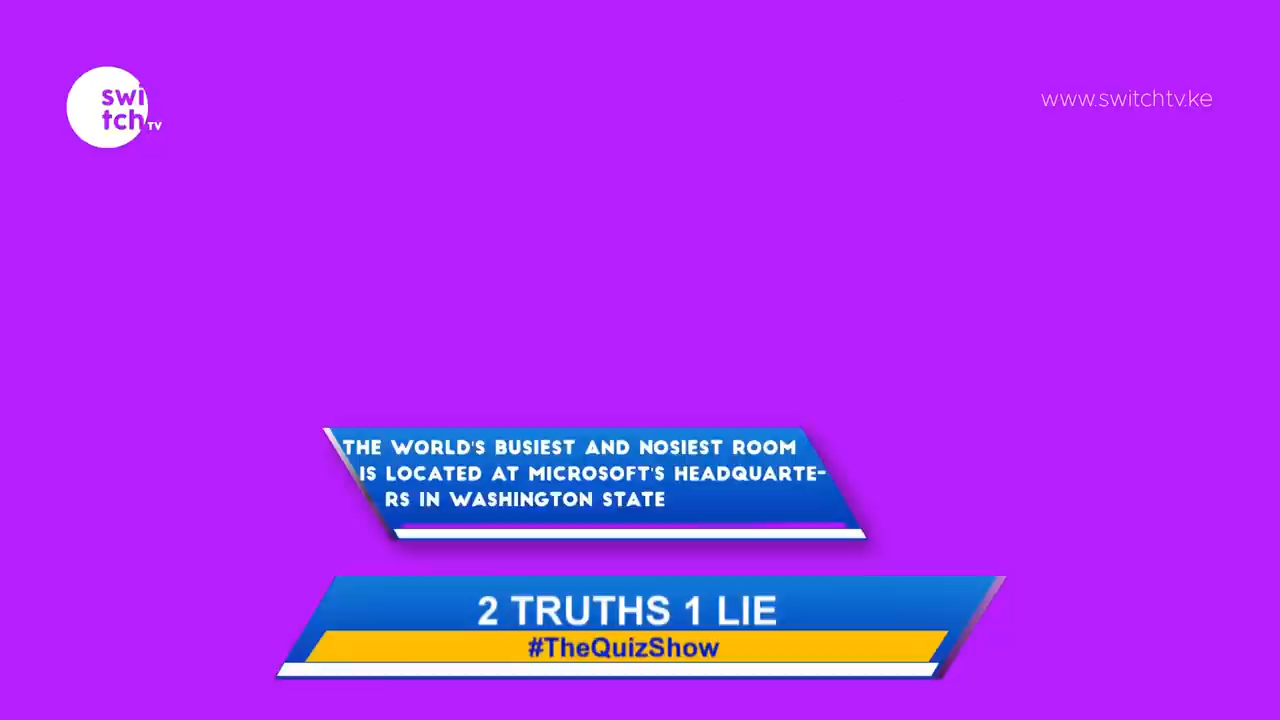 swi
tch TV
www.switchtv.ke
THE WORLD'S BUSIEST AND NOSIEST ROOM
IS LOCATED AT MICROSOFT'S HEADQUARTE-
RS IN WASHINGTON STATE
2 TRUTHS 1 LIE
#TheQuizShow